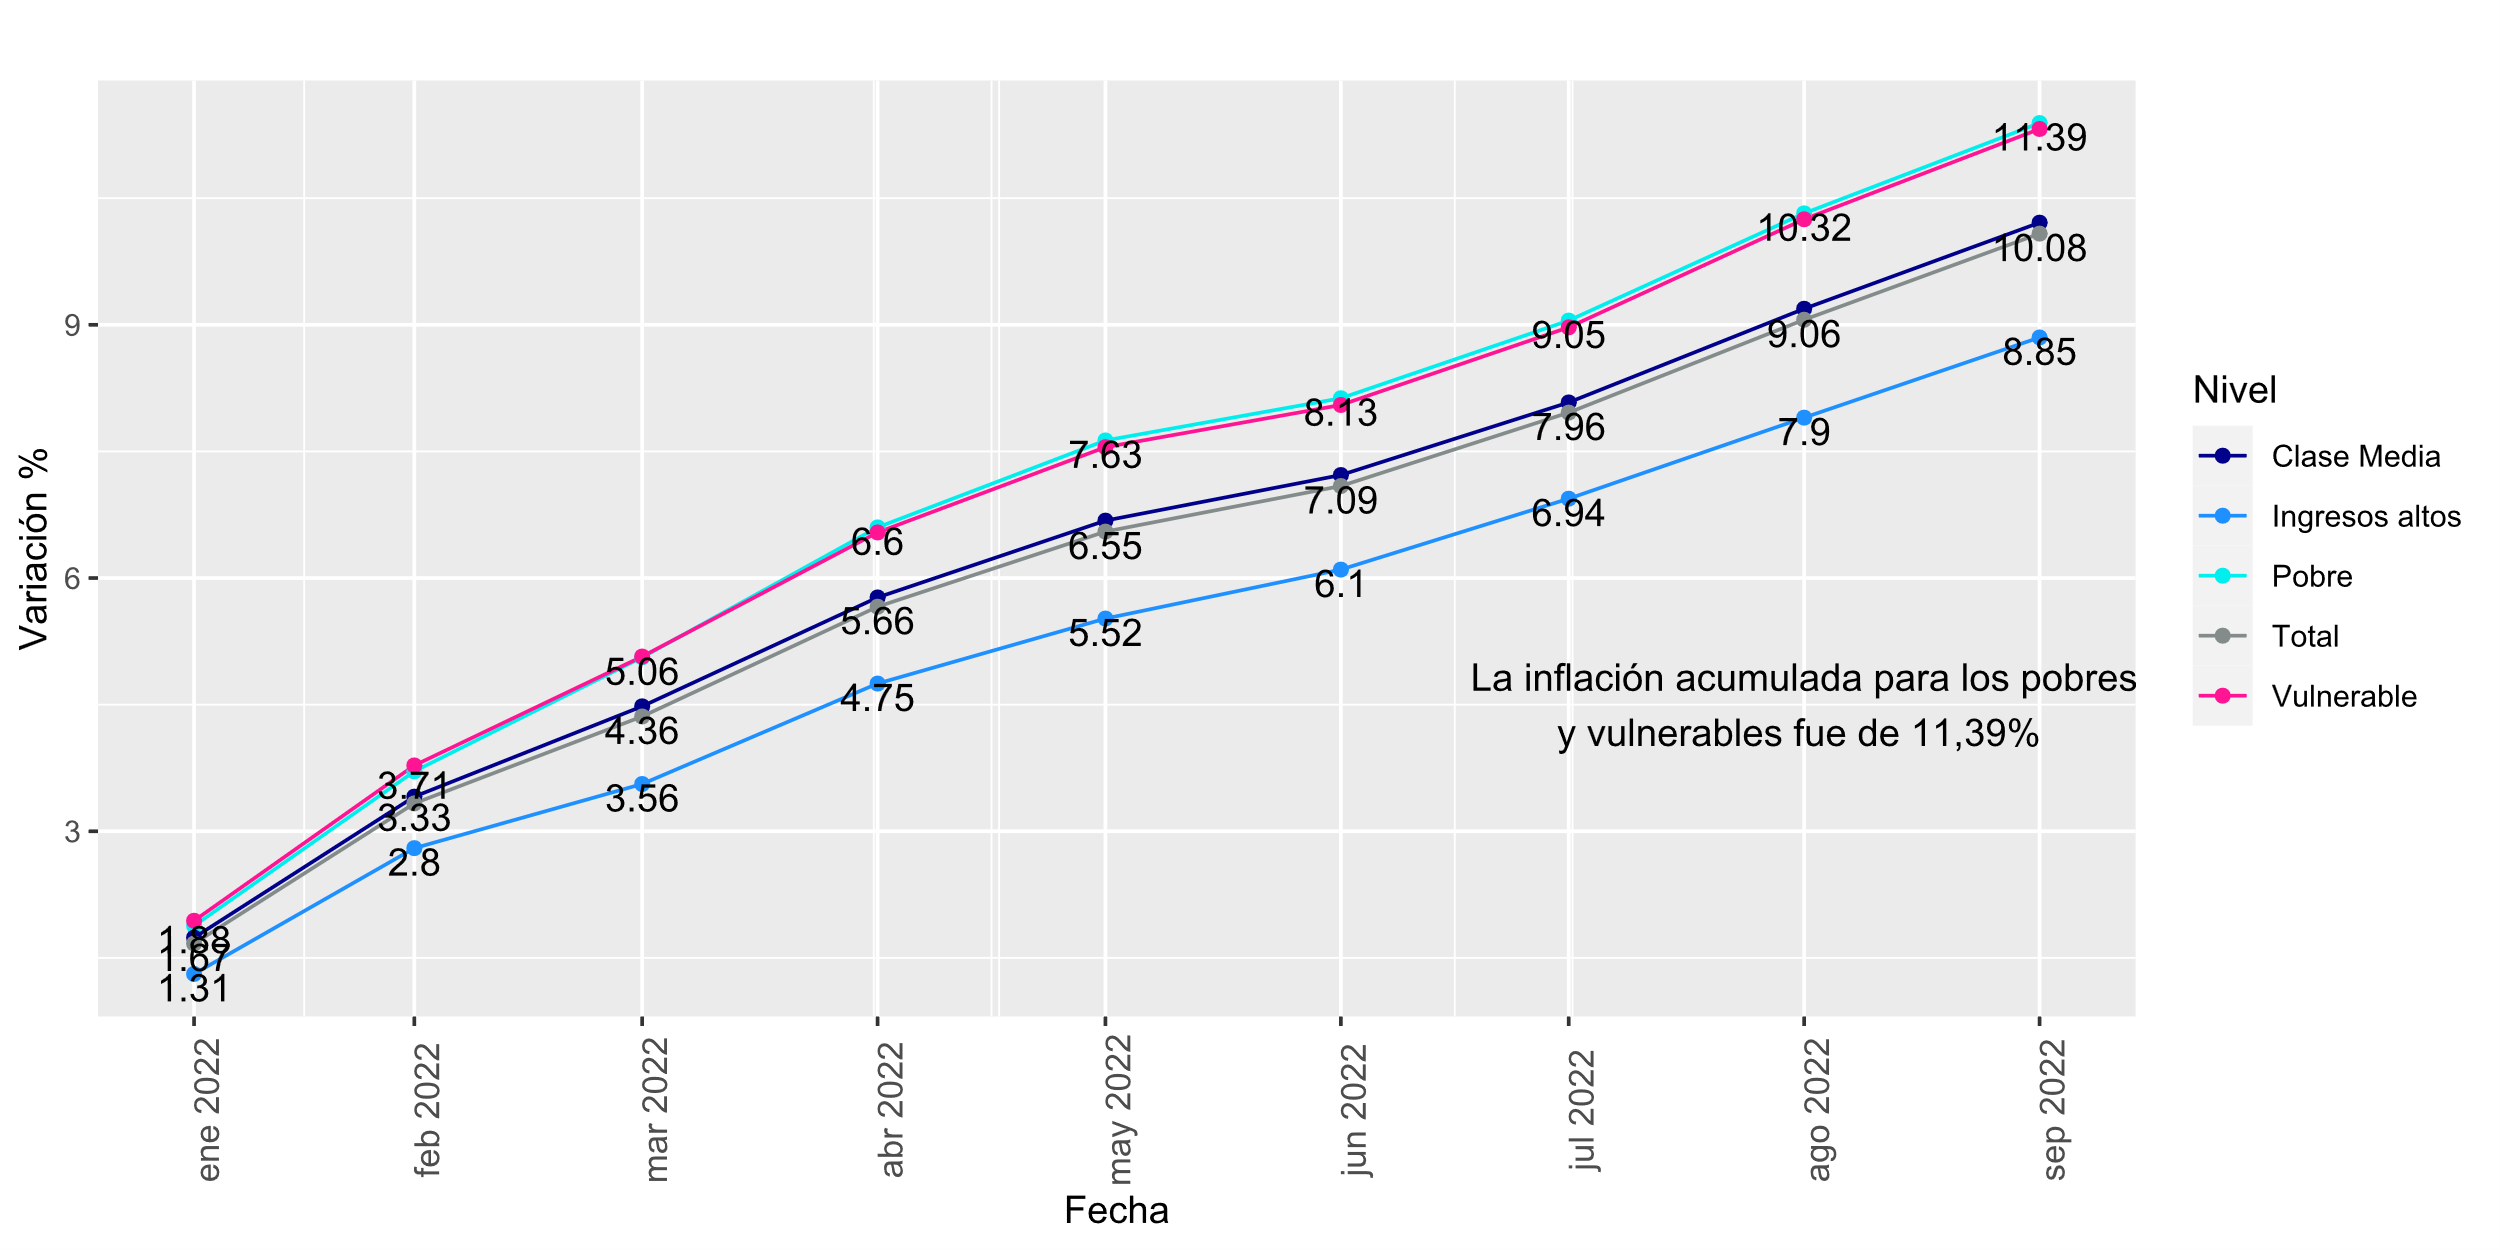 Variación %
9
6
3
11.39
10.32
10.08
9.05
9.06
8.85
8.13
7.96
7.9
7.63
7.09
6.94
6.6
6.55
6.1
5.66
5.52
5.06
4.75
4.36
3.71
3.56
3.33
2.8
1.88
1.67
1.31
La inflación acumulada para los pobres
y vulnerables fue de 11,39%
ene 2022
feb 2022
mar 2022
abr 2022
may 2022
jun 2022
jul 2022
ago 2022
sep 2022
Fecha
Nivel
Clase Media
Ingresos altos
Pobre
Total
Vulnerable